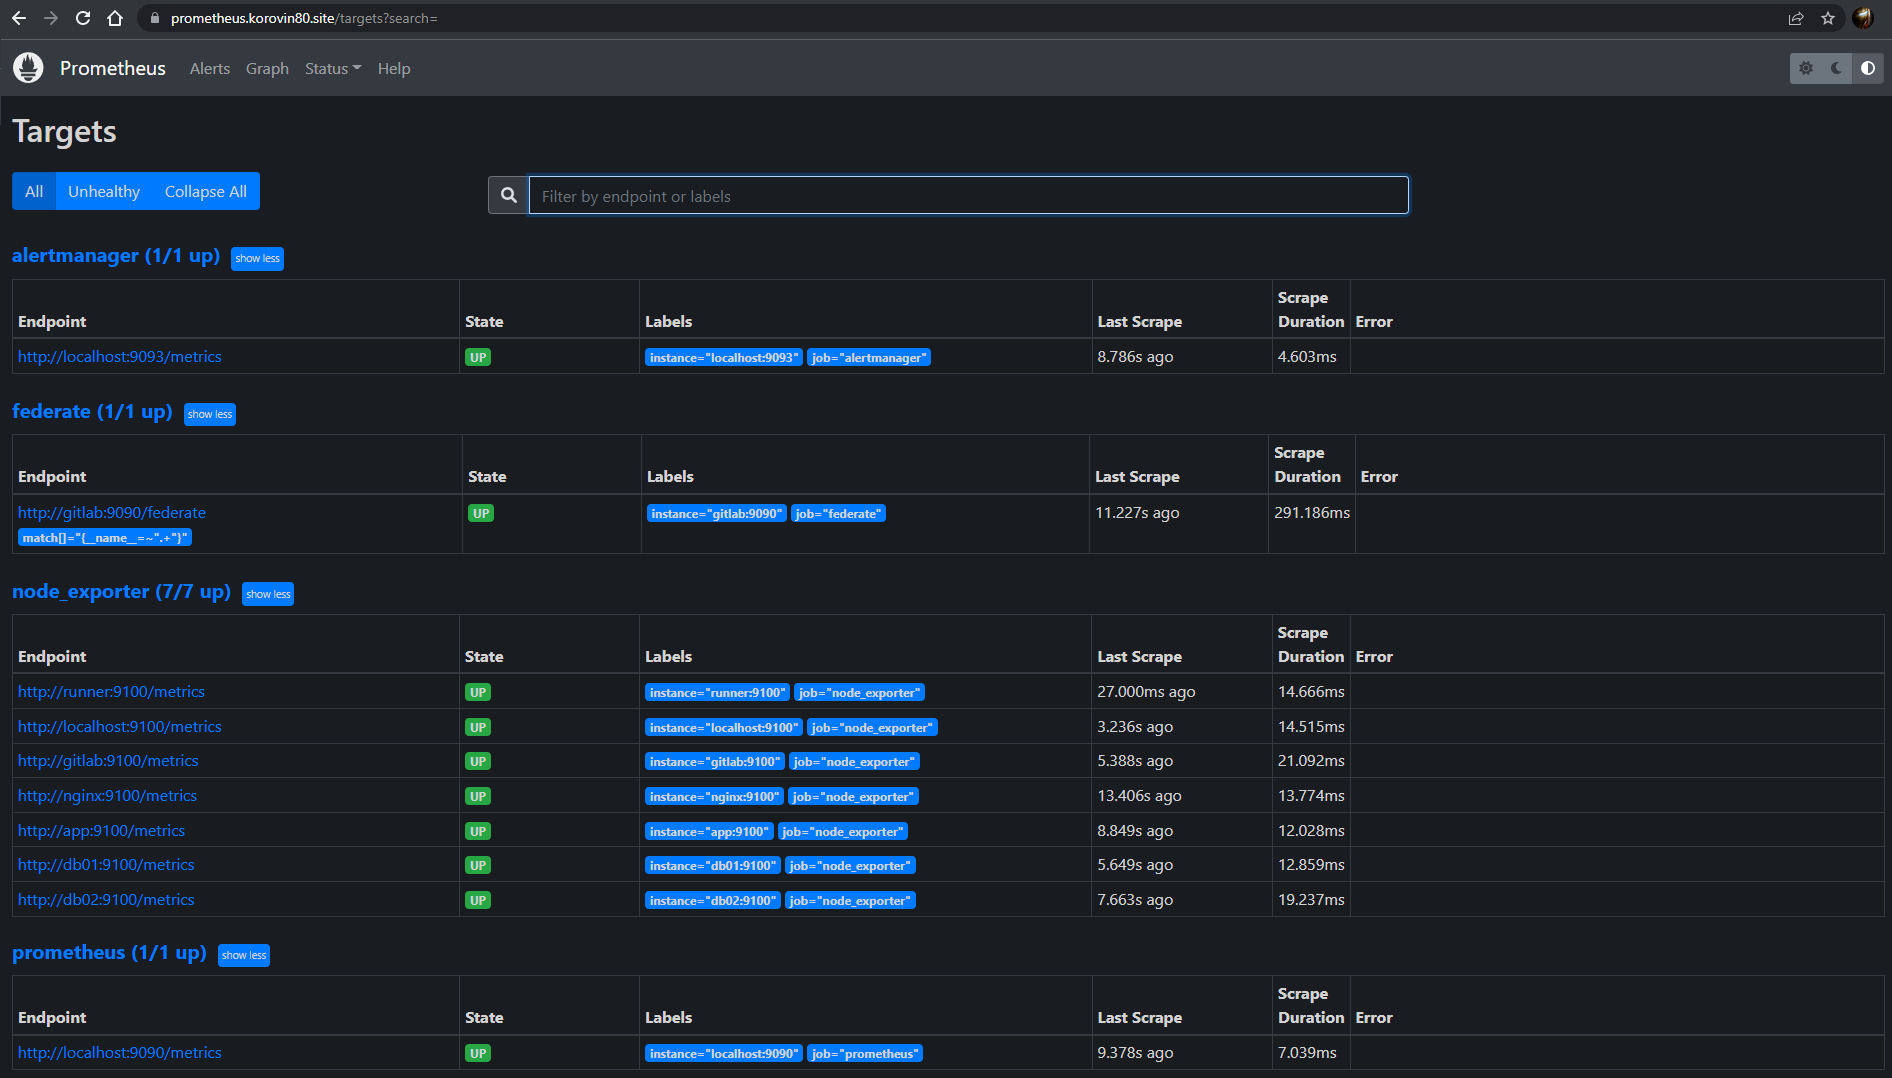 prometheus.korovin80.site/targets?search=
Prometheus Alerts Graph Status Help
Targets
All Unhealthy Collapse All
Filter by endpoint or labels
alertmanager (1/1 up) show less
Endpoint State Labels Last Scrape Scrape Duration Error
http://localhost:9093/metrics UP instance="localhost:9093" job="alertmanager" 8.786s ago 4.603ms
federate (1/1 up) show less
Endpoint State Labels Last Scrape Scrape Duration Error
http://gitlab:9090/federate UP instance="gitlab:9090" job="federate" 11.227s ago 291.186ms
match[]="{__name__=~".+"}"
node_exporter (7/7 up) show less
Endpoint State Labels Last Scrape Scrape Duration Error
http://runner:9100/metrics UP instance="runner:9100" job="node_exporter" 27.000ms ago 14.666ms
http://localhost:9100/metrics UP instance="localhost:9100" job="node_exporter" 3.236s ago 14.515ms
http://gitlab:9100/metrics UP instance="gitlab:9100" job="node_exporter" 5.388s ago 21.092ms
http://nginx:9100/metrics UP instance="nginx:9100" job="node_exporter" 13.406s ago 13.774ms
http://app:9100/metrics UP instance="app:9100" job="node_exporter" 8.849s ago 12.028ms
http://db01:9100/metrics UP instance="db01:9100" job="node_exporter" 5.649s ago 12.859ms
http://db02:9100/metrics UP instance="db02:9100" job="node_exporter" 7.663s ago 19.237ms
prometheus (1/1 up) show less
Endpoint State Labels Last Scrape Scrape Duration Error
http://localhost:9090/metrics UP instance="localhost:9090" job="prometheus" 9.378s ago 7.039ms